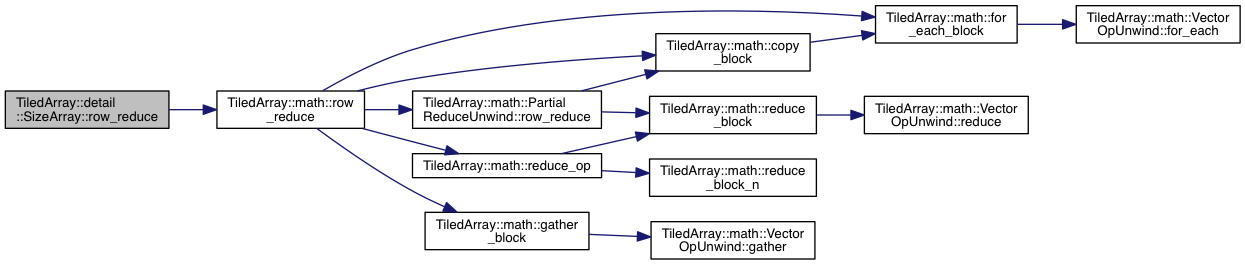 TiledArray::detail
::SizeArray::row_reduce
TiledArray::math::row
_reduce
TiledArray::math::for
_each_block
TiledArray::math::Vector
OpUnwind::for_each
TiledArray::math::copy
_block
TiledArray::math::Partial
ReduceUnwind::row_reduce
TiledArray::math::reduce
_block
TiledArray::math::Vector
OpUnwind::reduce
TiledArray::math::reduce_op
TiledArray::math::reduce
_block_n
TiledArray::math::gather
_block
TiledArray::math::Vector
OpUnwind::gather